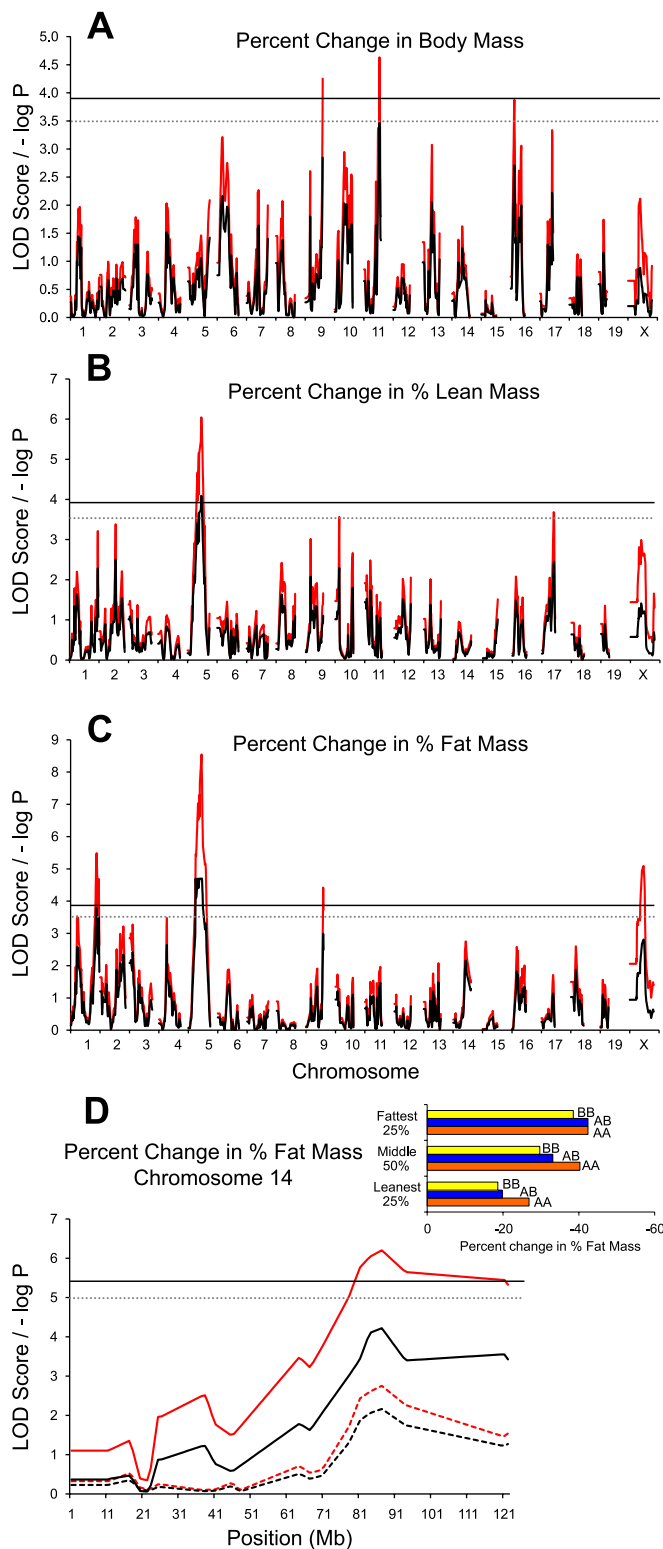 A
Percent Change in Body Mass
LOD Score / - log P
5.0
4.5
4.0
3.5
3.0
2.5
2.0
1.5
1.0
0.5
0.0
1 2 3 4 5 6 7 8 9 10 11 12 13 14 15 16 17 18 19 X
B
Percent Change in % Lean Mass
LOD Score / - log P
7
6
5
4
3
2
1
0
1 2 3 4 5 6 7 8 9 10 11 12 13 14 15 16 17 18 19 X
C
Percent Change in % Fat Mass
LOD Score / - log P
9
8
7
6
5
4
3
2
1
0
1 2 3 4 5 6 7 8 9 10 11 12 13 14 15 16 17 18 19 X
Chromosome
D
Percent Change in % Fat Mass
Chromosome 14
Fattest
25%
BB
AB
AA
Middle
50%
BB
AB
AA
Leanest
25%
BB
AB
AA
0 -20 -40 -60
Percent change in % Fat Mass
LOD Score / - log P
7
6
5
4
3
2
1
0
1 11 21 31 41 51 61 71 81 91 101 111 121
Position (Mb)